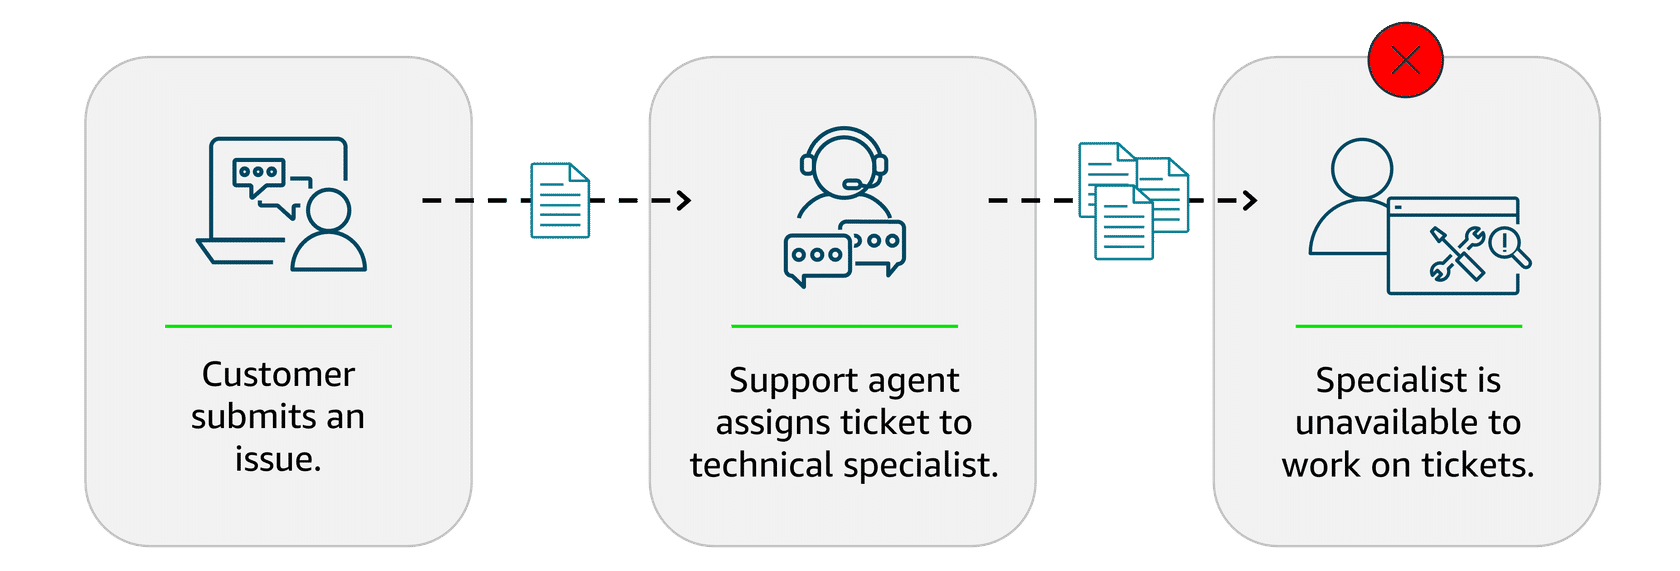 Customer
submits an
issue.
Support agent
assigns ticket to
technical specialist.
Specialist is
unavailable to
work on tickets.